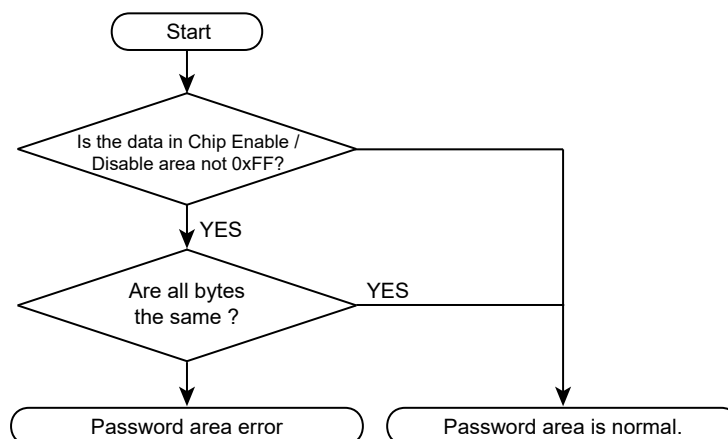 Start
Is the data in Chip Enable /
Disable area not 0xFF?
YES
Are all bytes
the same ?
YES
Password area error
Password area is normal.